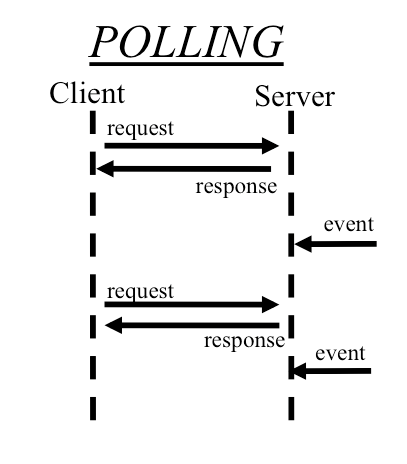 POLLING
Client
Server
request
response
event
request
response
event